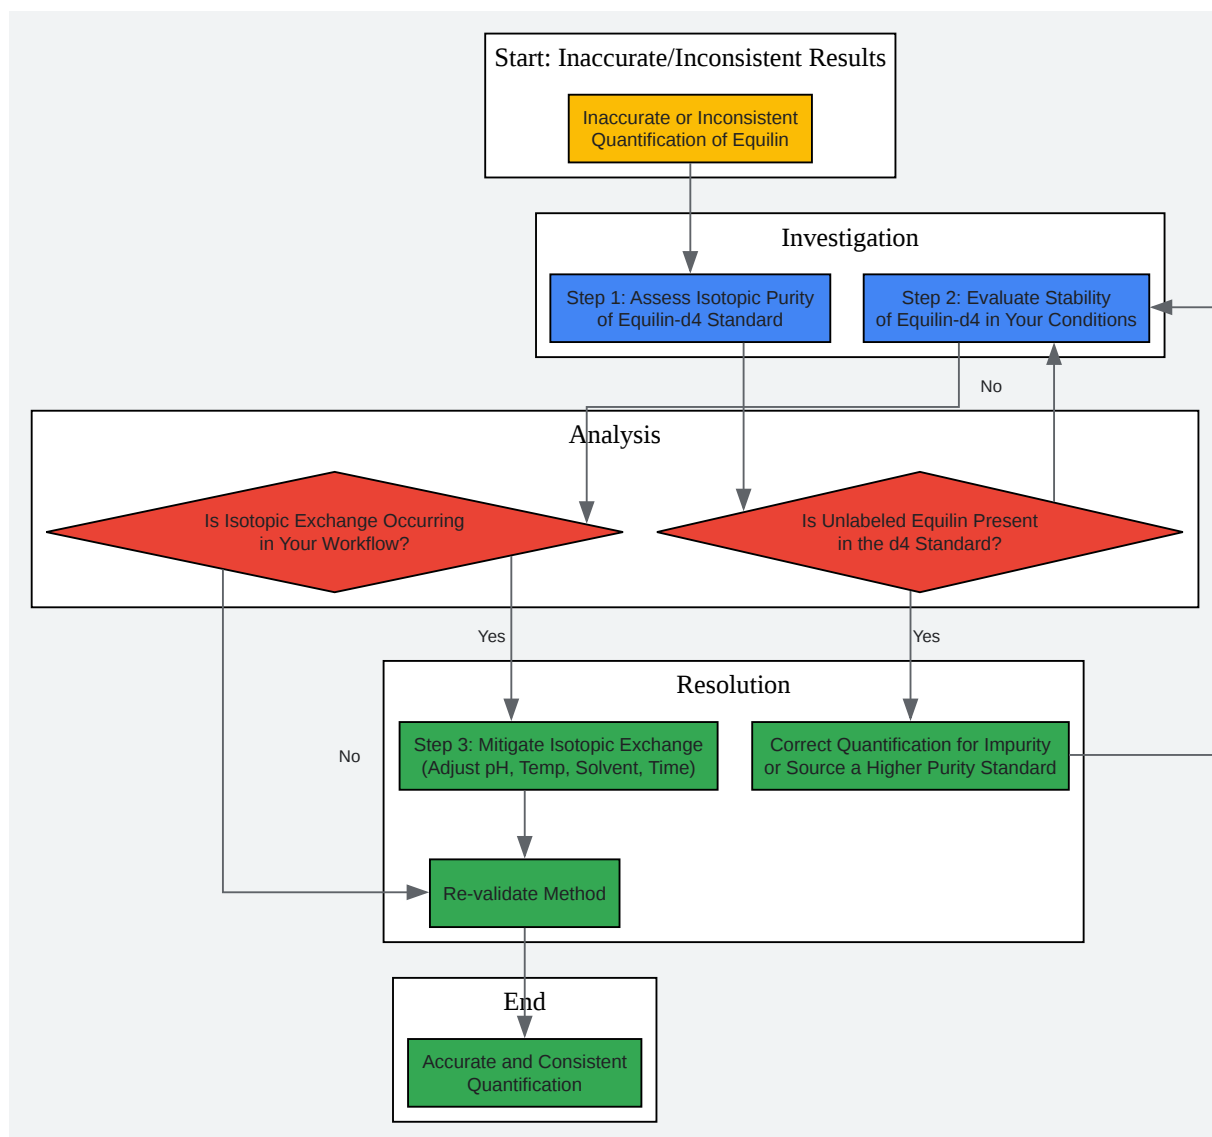 Start: Inaccurate/Inconsistent Results
Inaccurate or Inconsistent
Quantification of Equilin
Investigation
Step 1: Assess Isotopic Purity
of Equilin-d4 Standard
Step 2: Evaluate Stability
of Equilin-d4 in Your Conditions
No
Analysis
Is Isotopic Exchange Occurring
in Your Workflow?
Is Unlabeled Equilin Present
in the d4 Standard?
Yes
Yes
Resolution
Step 3: Mitigate Isotopic Exchange
(Adjust pH, Temp, Solvent, Time)
Correct Quantification for Impurity
or Source a Higher Purity Standard
No
Re-validate Method
End
Accurate and Consistent
Quantification